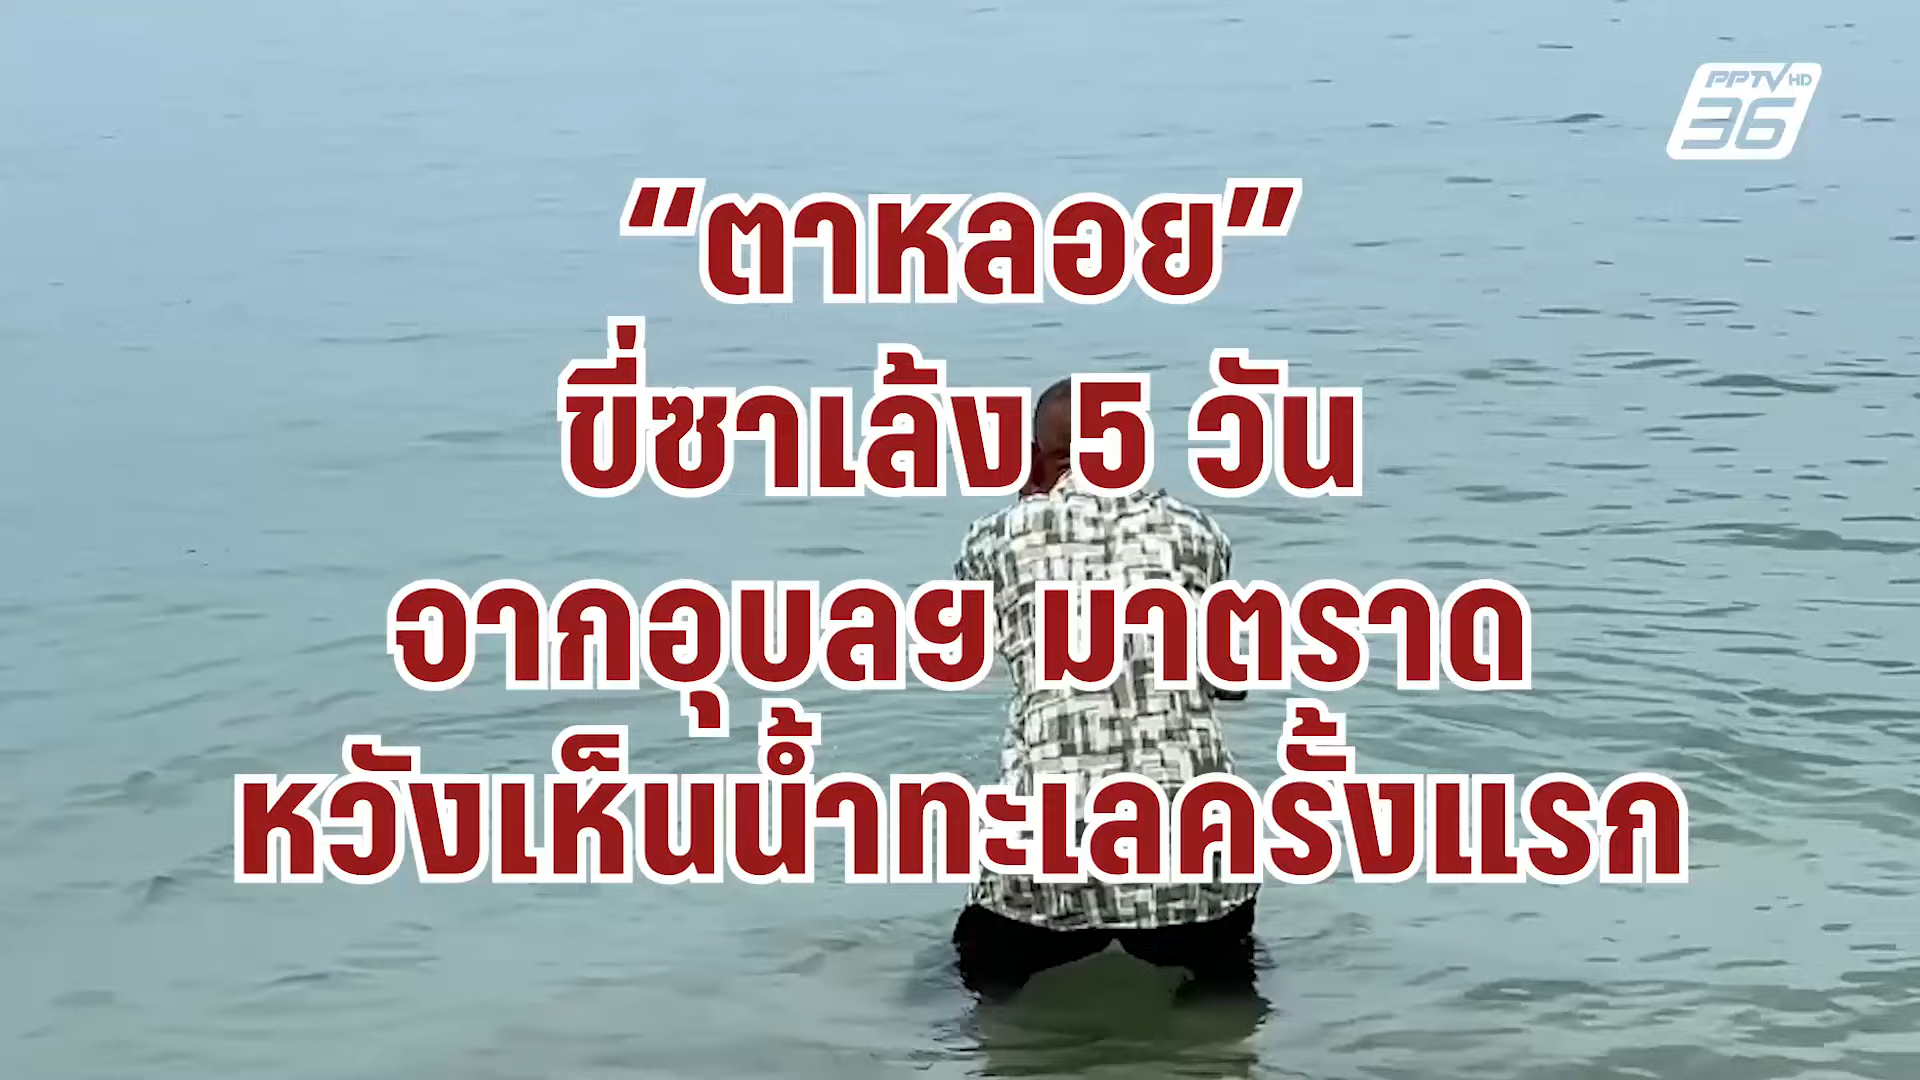 PPTV HD
36
“ตาหลอย”
ขี่ซาเล้ง 5 วัน
จากอุบลฯ มาตราด
หวังเห็นน้ำทะเลครั้งแรก